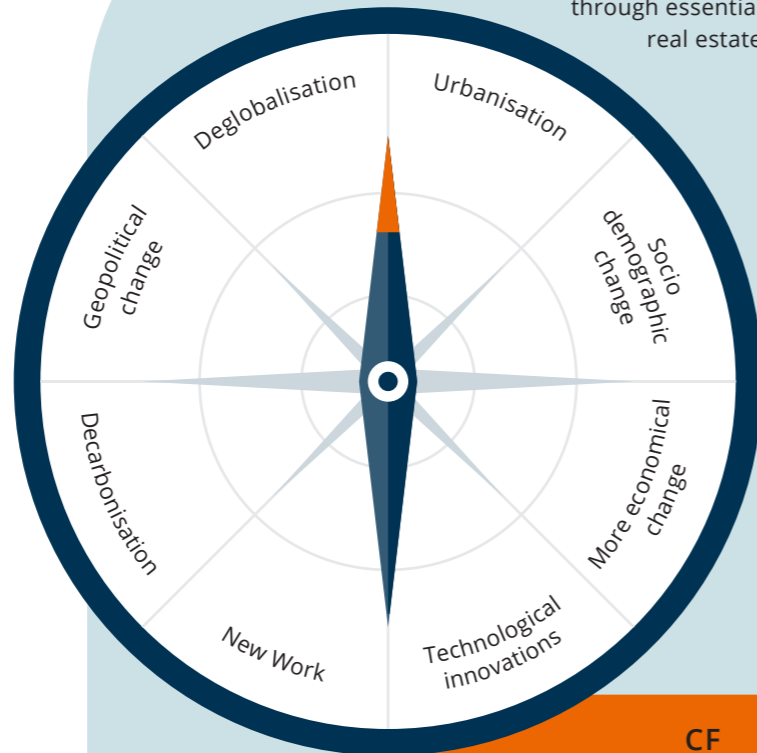 through essential
real estate
Deglobalisation
Urbanisation
Geopolitical
change
Socio
demographic
change
Decarbonisation
More economical
change
New Work
Technological
innovations
CF